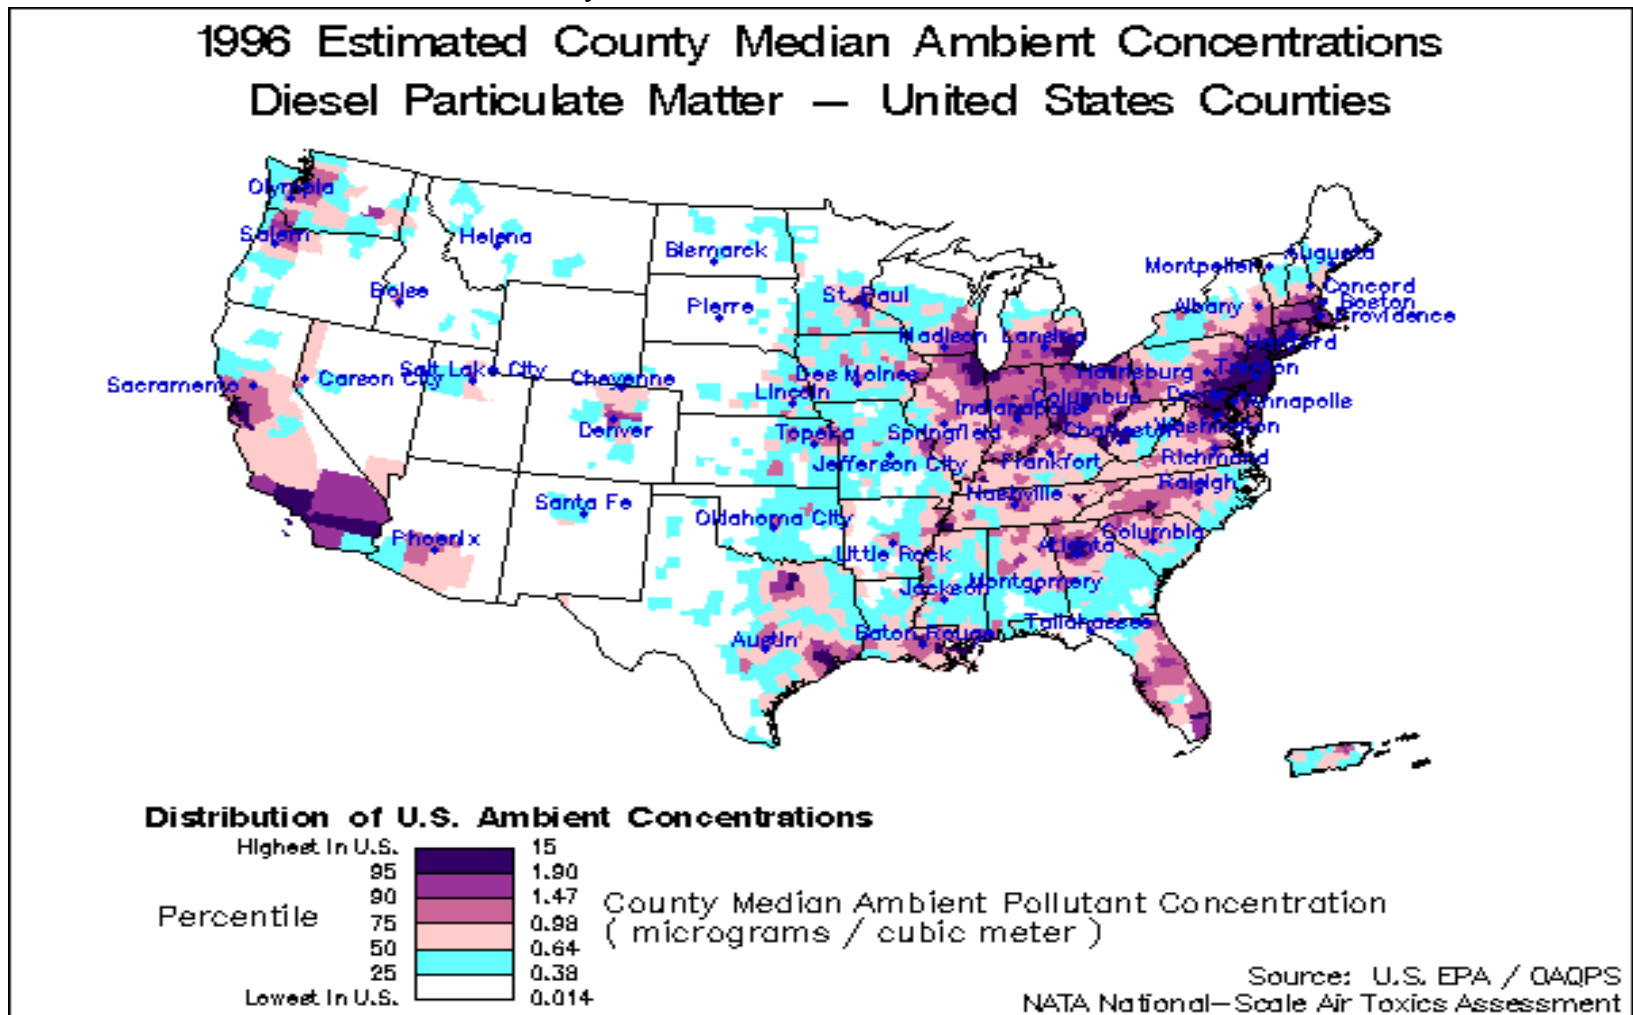 1996 Estimated County Median Ambient Concentrations
Diesel Particulate Matter — United States Counties
Olympia
Salem
Helena
Bismarck
Augusta
Montpelier
Boise
Pierre
St. Paul
Concord
Albany
Boston
Providence
Madison
Lansing
Hartford
Sacramento
Carson City
Salt Lake City
Cheyenne
Des Moines
Harrisburg
Trenton
Lincoln
Columbus
Annapolis
Indianapolis
Denver
Topeka
Springfield
Charleston
Washington
Jefferson City
Frankfort
Richmond
Santa Fe
Nashville
Raleigh
Oklahoma City
Phoenix
Little Rock
Atlanta
Columbia
Jackson
Montgomery
Austin
Baton Rouge
Tallahassee
Distribution of U.S. Ambient Concentrations
Highest In U.S. 15
95 1.90
90 1.47
75 0.98
50 0.64
25 0.38
Lowest In U.S. 0.014
Percentile
County Median Ambient Pollutant Concentration
( micrograms / cubic meter )
Source: U.S. EPA / OAQPS
NATA National—Scale Air Toxics Assessment